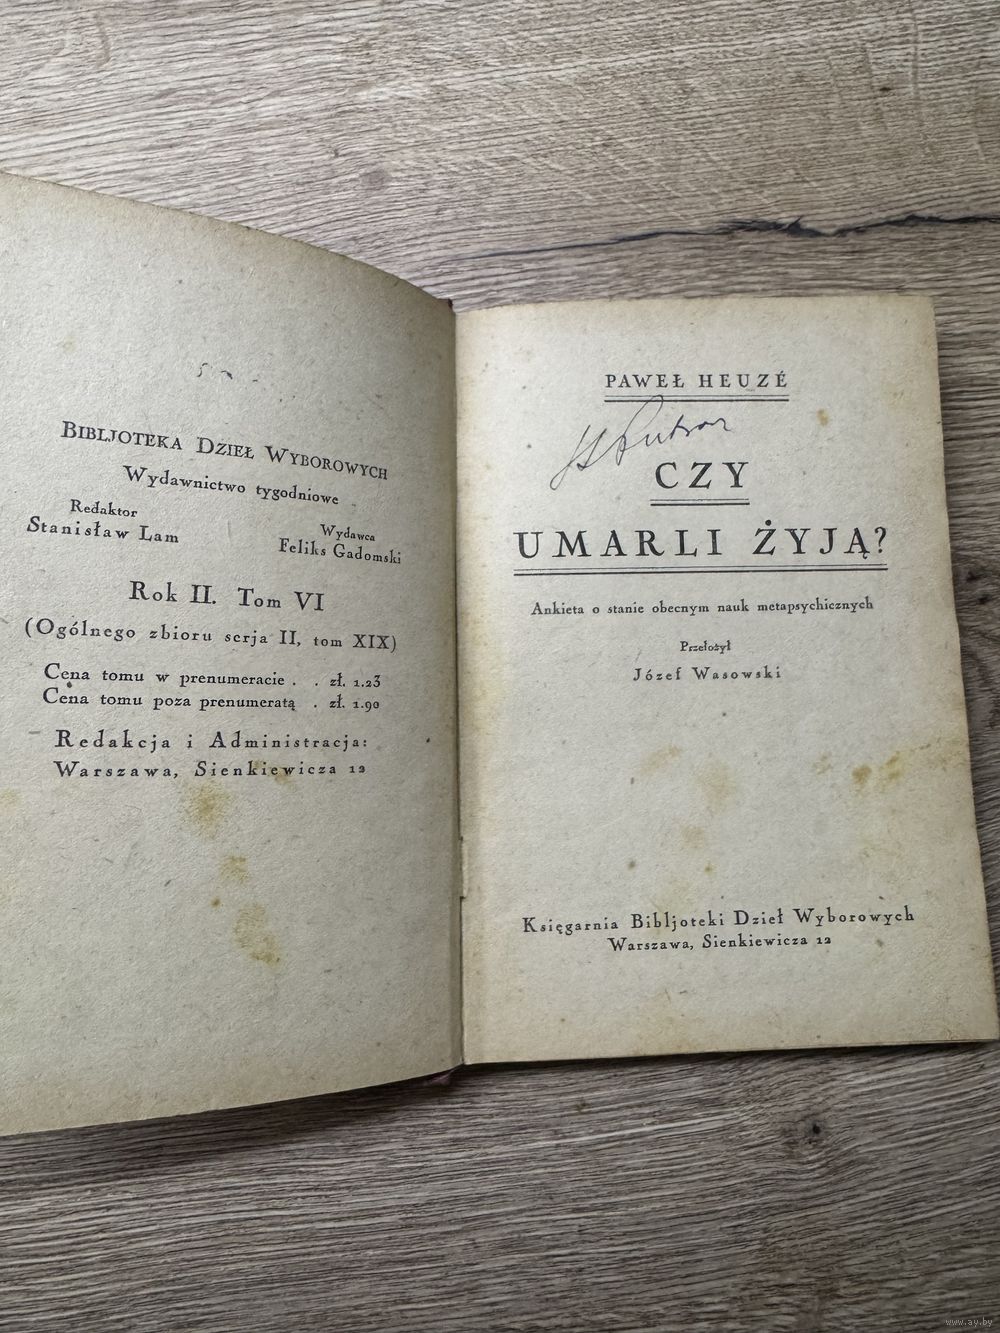 BIBLJOTEKA DZIEŁ WYBOROWYCH
Wydawnictwo tygodniowe
Redaktor
Stanisław Lam
Wydawca
Feliks Gadomski
Rok II. Tom VI
(Ogólnego zbioru serja II, tom XIX)
Cena tomu w prenumeracie . . zł. 1.23
Cena tomu poza prenumeratą . zł. 1.90
Redakcja i Administracja:
Warszawa, Sienkiewicza 12
PAWEŁ HEUZÉ
CZY
UMARLI ŻYJĄ?
Ankieta o stanie obecnym nauk metapsychicznych
Przełożył
Józef Wasowski
Księgarnia Bibljoteki Dzieł Wyborowych
Warszawa, Sienkiewicza 12
www.ay.by